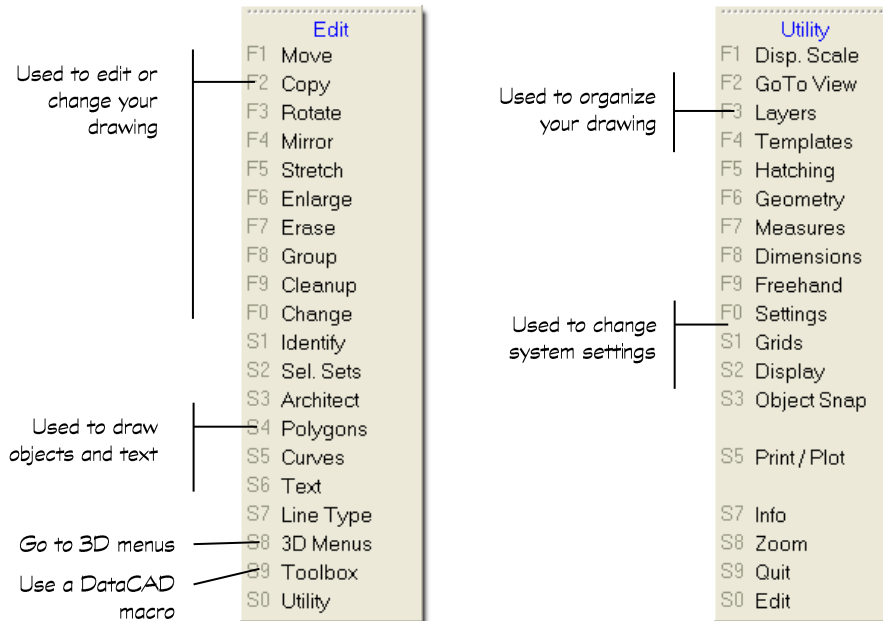 Edit
F1 Move
F2 Copy
F3 Rotate
F4 Mirror
F5 Stretch
F6 Enlarge
F7 Erase
F8 Group
F9 Cleanup
F0 Change
S1 Identify
S2 Sel. Sets
S3 Architect
S4 Polygons
S5 Curves
S6 Text
S7 Line Type
S8 3D Menus
S9 Toolbox
S0 Utility
Used to edit or
change your
drawing
Used to draw
objects and text
Go to 3D menus
Use a DataCAD
macro
Utility
F1 Disp. Scale
F2 GoTo View
F3 Layers
F4 Templates
F5 Hatching
F6 Geometry
F7 Measures
F8 Dimensions
F9 Freehand
F0 Settings
S1 Grids
S2 Display
S3 Object Snap
S5 Print / Plot
S7 Info
S8 Zoom
S9 Quit
S0 Edit
Used to organize
your drawing
Used to change
system settings